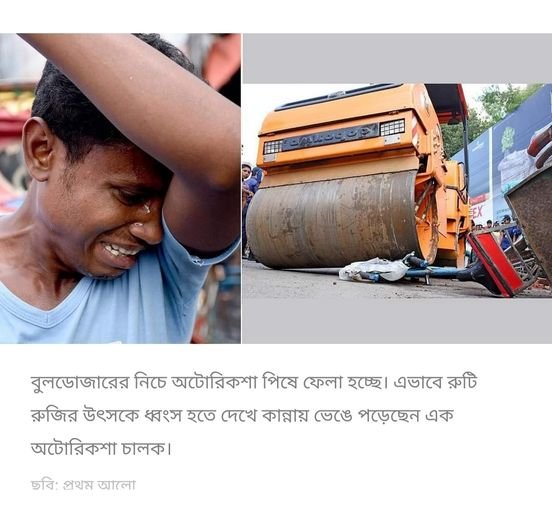 বুলডোজারের নিচে অটোরিকশা পিষে ফেলা হচ্ছে। এভাবে রুটি
রুজির উৎসকে ধ্বংস হতে দেখে কান্নায় ভেঙে পড়েছেন এক
অটোরিকশা চালক।
ছবি: প্রথম আলো